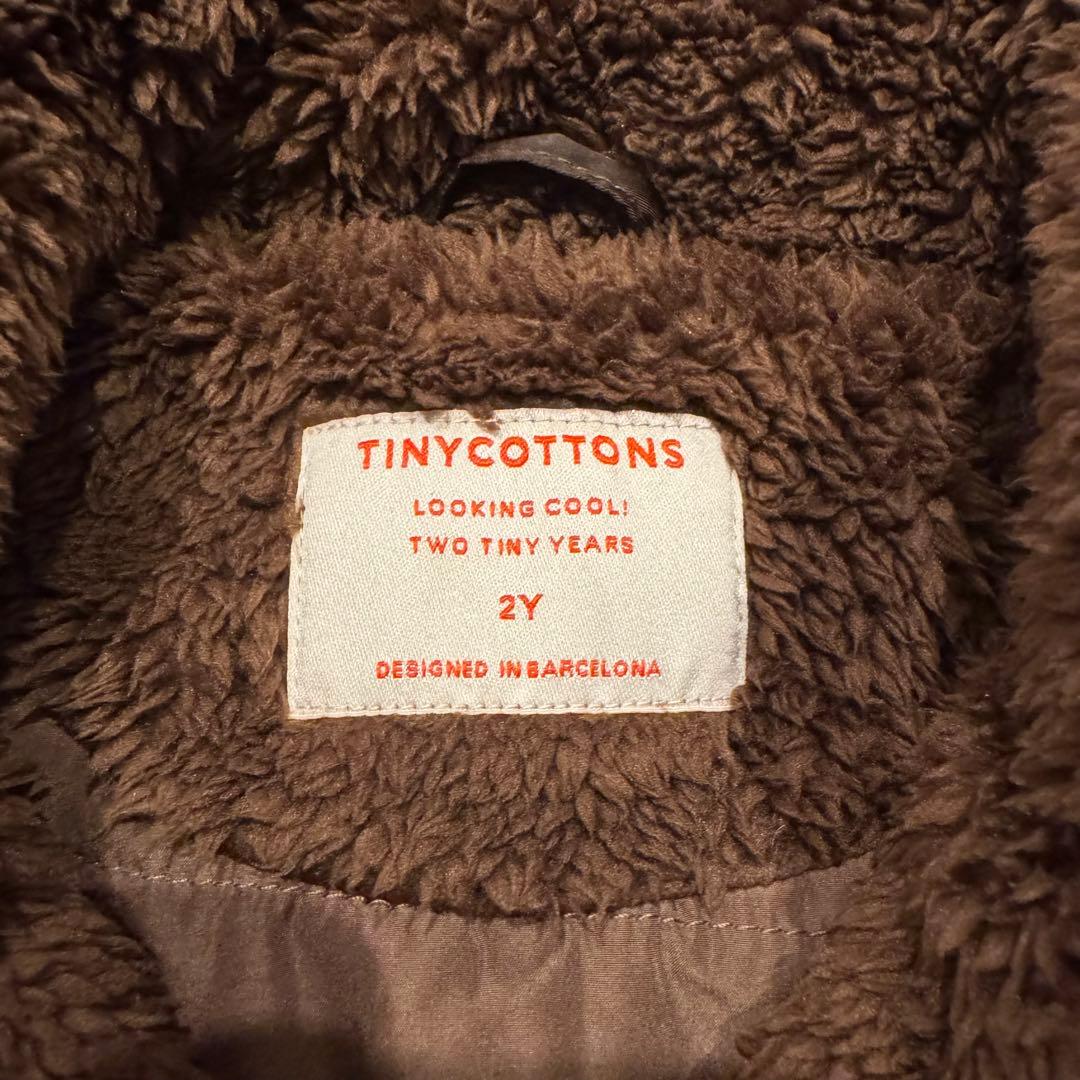 TINYCOTTONS
LOOKING COOL!
TWO TINY YEARS
2Y
DESIGNED IN BARCELONA